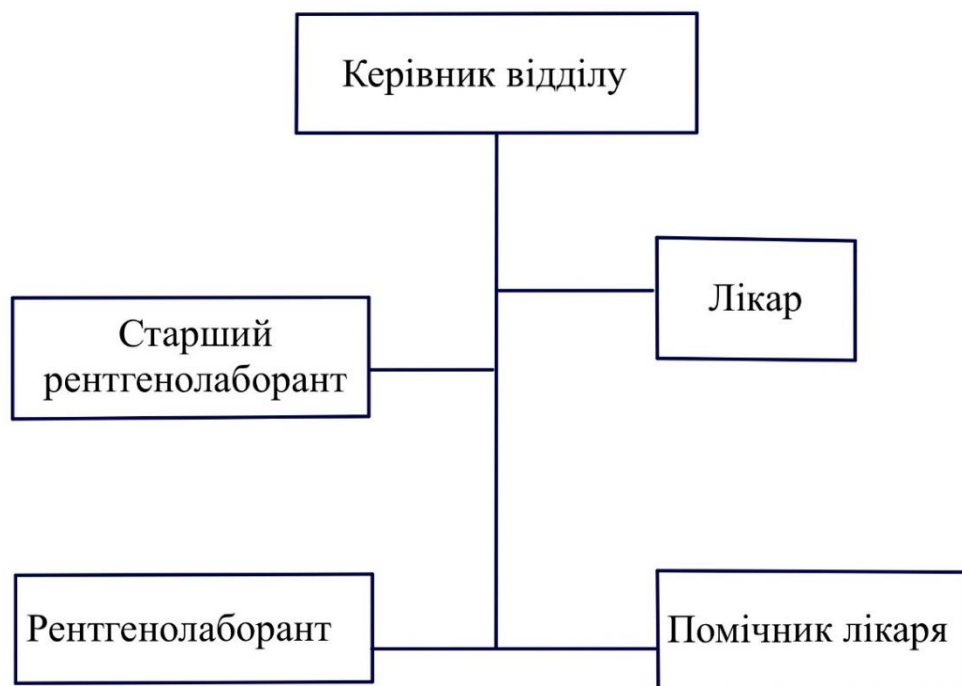 Керівник відділу
Лікар
Старший
рентгенолаборант
Рентгенолаборант
Помічник лікаря